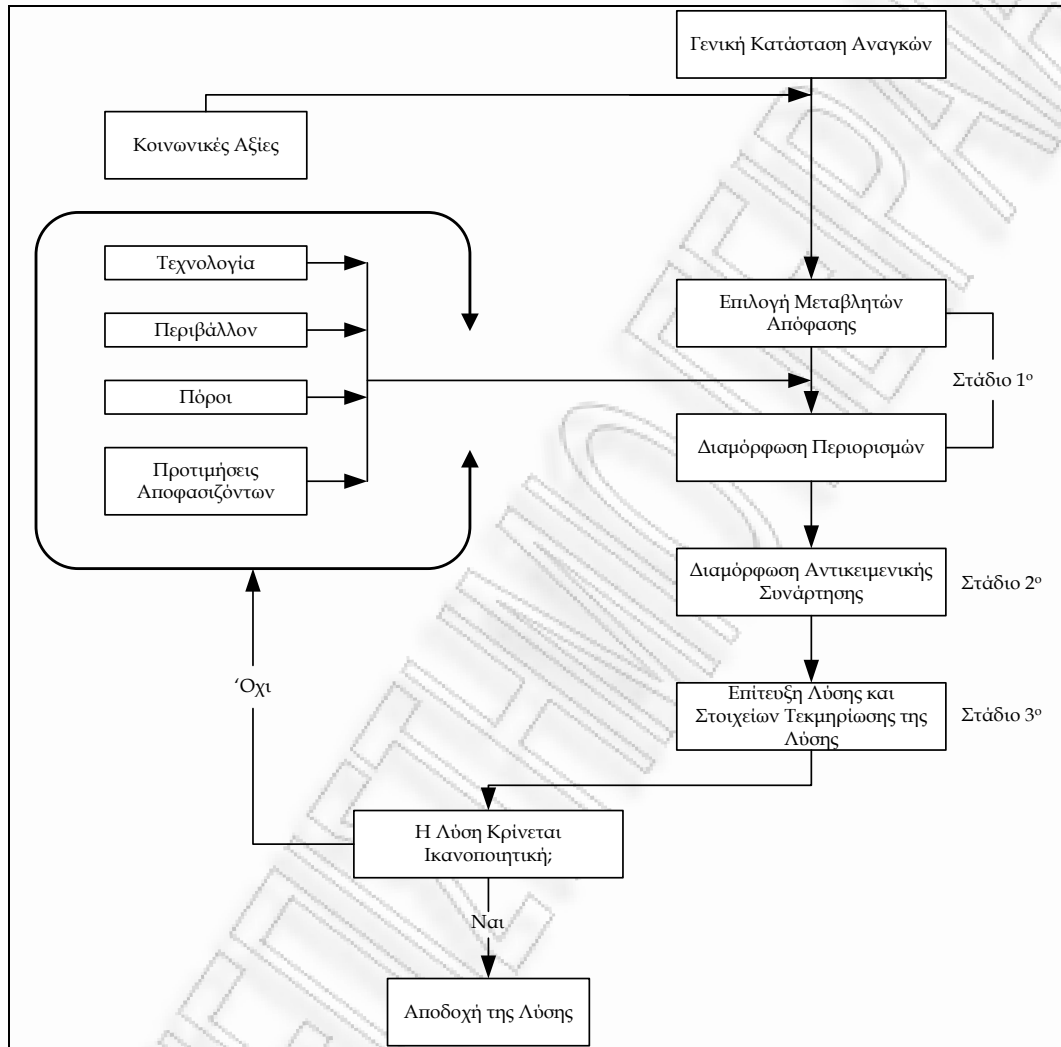 Γενική Κατάσταση Αναγκών
Κοινωνικές Αξίες
Τεχνολογία
Περιβάλλον
Πόροι
Προτιμήσεις
Αποφασιζόντων
Επιλογή Μεταβλητών
Απόφασης
Στάδιο 1ο
Διαμόρφωση Περιορισμών
Διαμόρφωση Αντικειμενικής
Συνάρτησης
Στάδιο 2ο
Επίτευξη Λύσης και
Στοιχείων Τεκμηρίωσης της
Λύσης
Στάδιο 3ο
‘Οχι
Η Λύση Κρίνεται
Ικανοποιητική;
Ναι
Αποδοχή της Λύσης